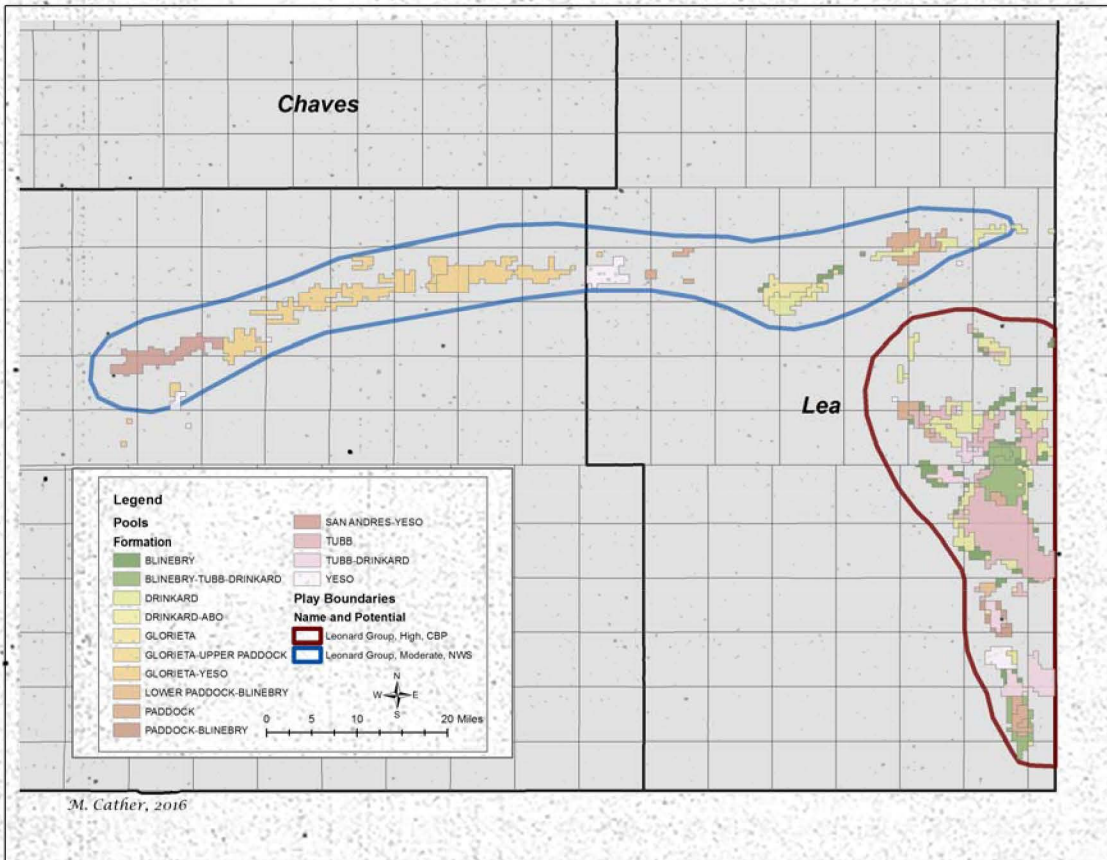 Chaves
Lea
Legend
Pools
Formation
BLINEBRY
BLINEBRY-TUBB-DRINKARD
DRINKARD
DRINKARD-ABO
GLORIETA
GLORIETA-UPPER PADDOCK
GLORIETA-YESO
LOWER PADDOCK-BLINEBRY
PADDOCK
PADDOCK-BLINEBRY
SAN ANDRES-YESO
TUBB
TUBB-DRINKARD
YESO
Play Boundaries
Name and Potential
Leonard Group, High, CBP
Leonard Group, Moderate, NWS
N
W E
S
0 5 10 20 Miles
M. Cather, 2016